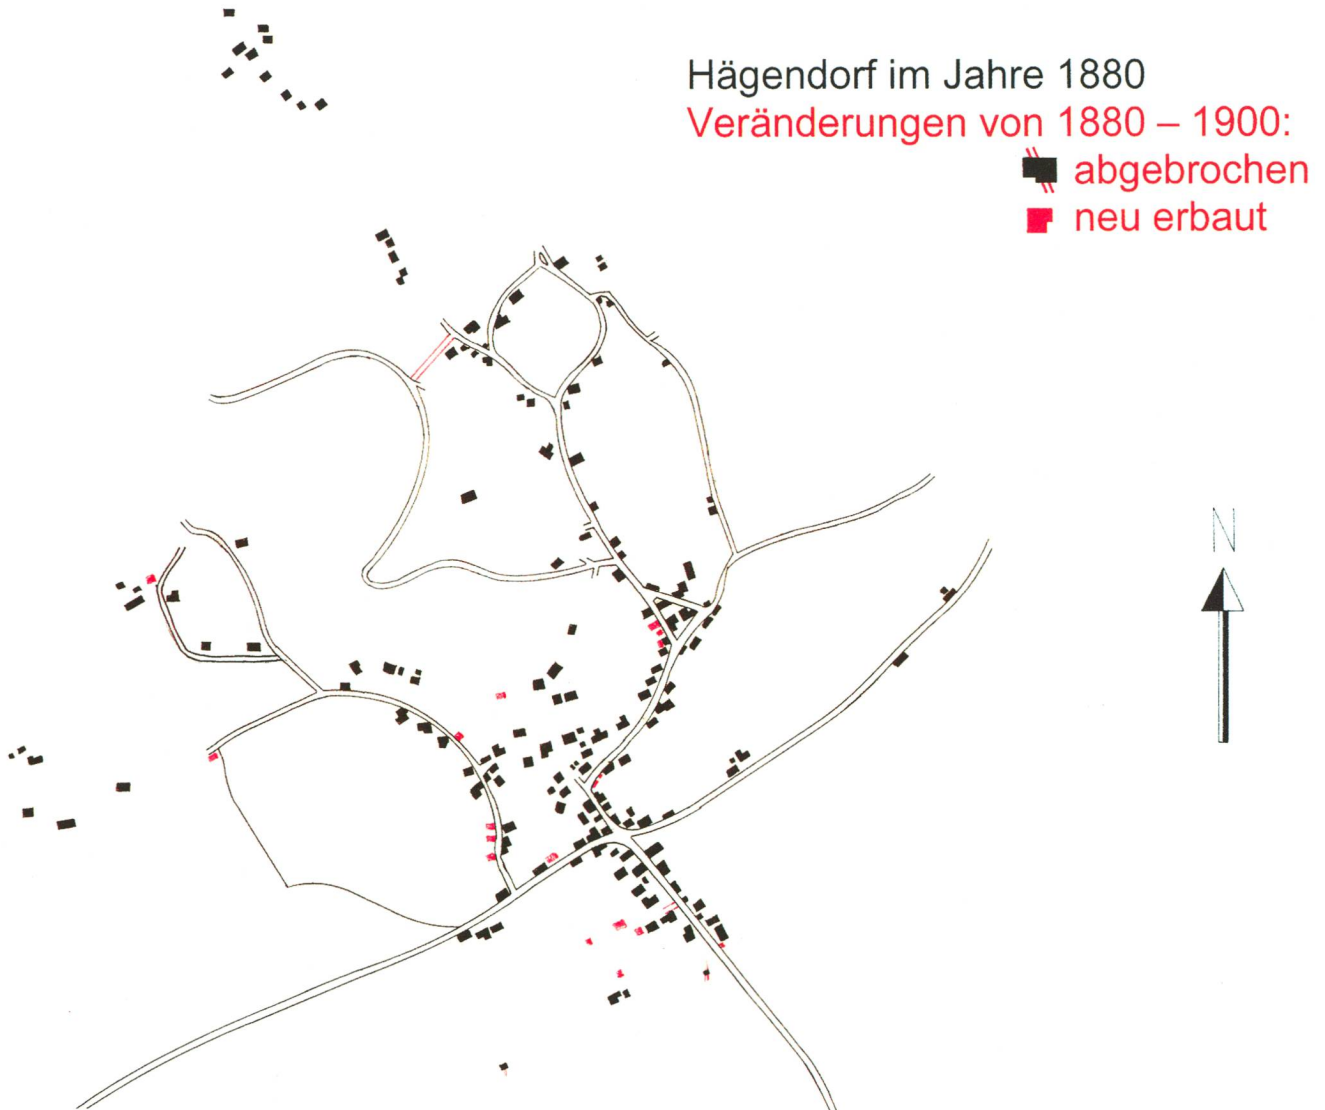 Hägendorf im Jahre 1880
Veränderungen von 1880 – 1900:
abgebrochen
neu erbaut
N